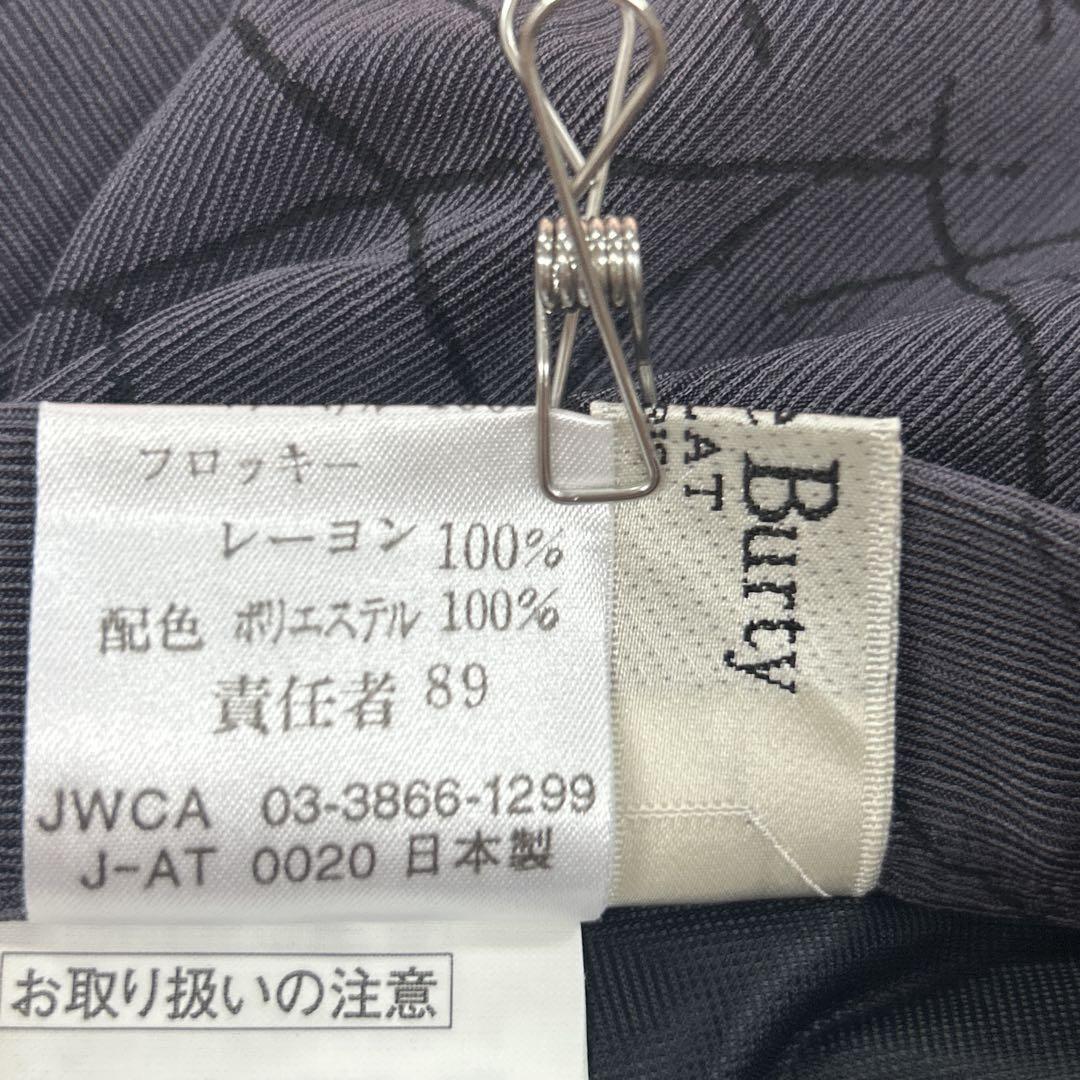 フロッキー
レーヨン 100%
配色 ポリエステル 100%
責任者 89
JWCA 03-3866-1299
J-AT 0020 日本製
お取り扱いの注意
Burty